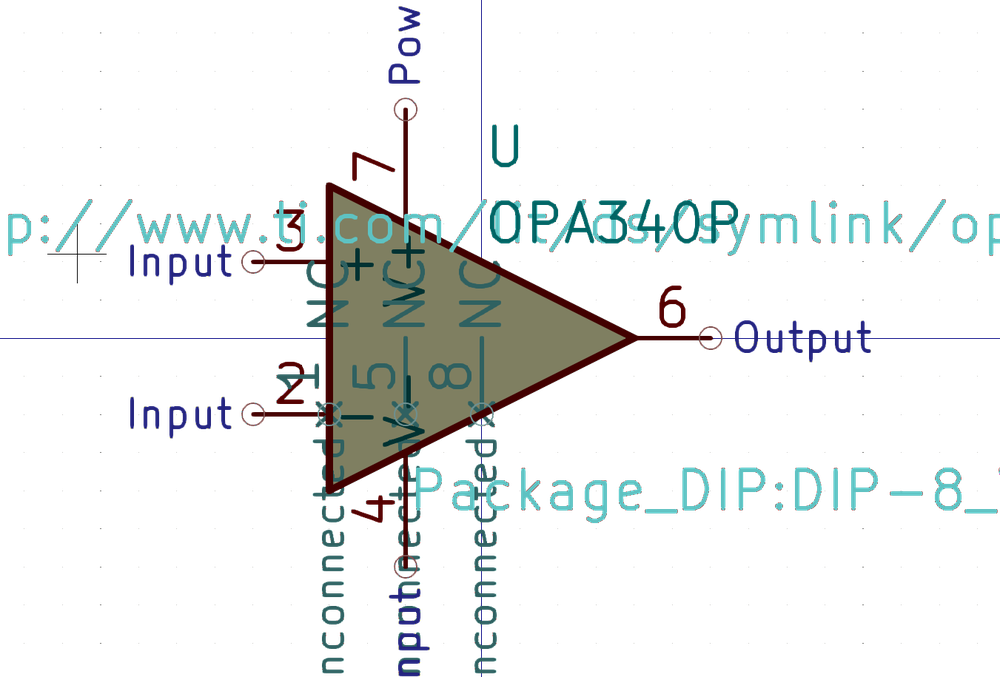 Pow
7
U
OPA340P
p://www.ti.com/lit/ds/symlink/op
3
Input
+
V+
NC
NC
NC
6
Output
1
5
8
2
Input
-
V-
4
Package_DIP:DIP-8_
nconnected
nconnected
nconnected
nput